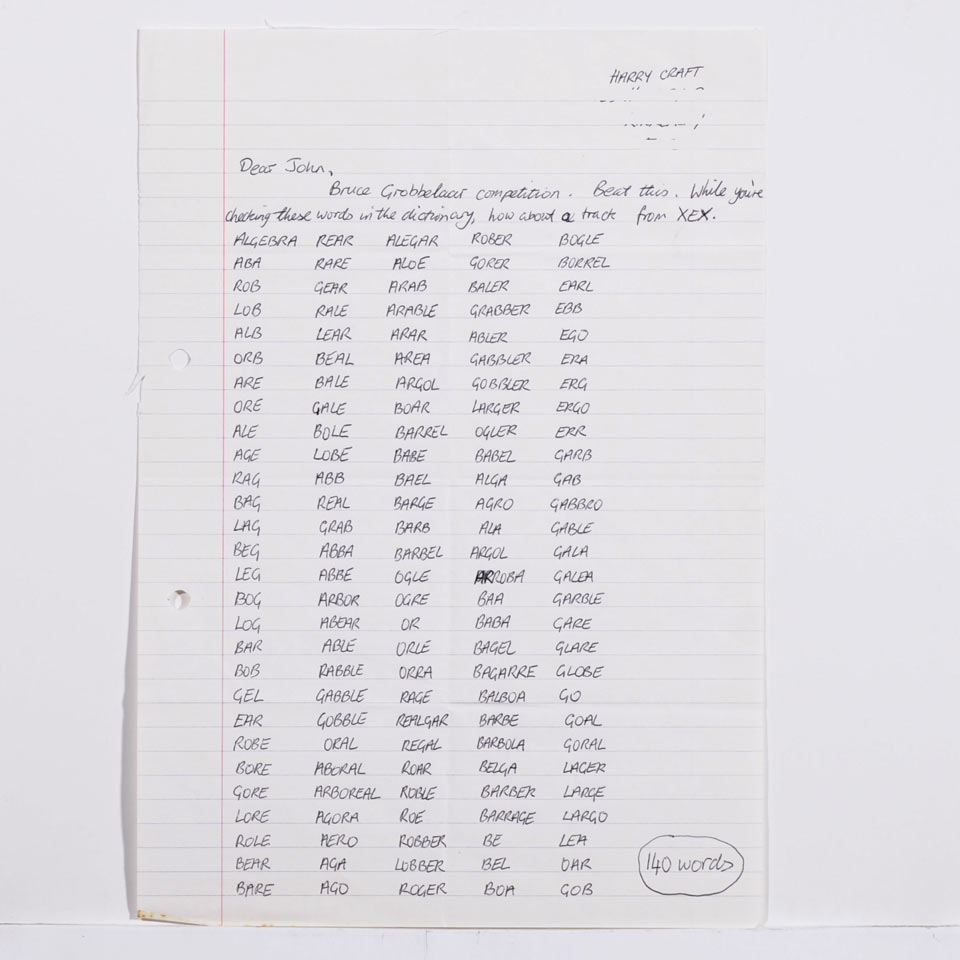 HARRY CRAFT
Dear John,
Bruce Grobbelaar competition. Beat this. While you're
checking these words in the dictionary, how about a track from XEX.
ALGEBRA REAR ALEGAR ROBER BOGLE
ABA RARE ALOE GORER BORREL
ROB GEAR ARAB BALER EARL
LOB RALE ARABLE GRABBER EBB
ALB LEAR ARAR ABLER EGO
ORB BEAL AREA GABBLER ERA
ARE BALE ARGOL GOBBLER ERG
ORE GALE BOAR LARGER ERGO
ALE BOLE BARREL OGLER ERR
AGE LOBE BABE BABEL GARB
RAG ABB BAEL ALGA GAB
BAG REAL BARGE AGRO GABBRO
LAG GRAB BARB ALA GABLE
BEG ABBA BARBEL ARGOL GALA
LEG ABBE OGLE ARROBA GALEA
BOG ARBOR OGRE BAA GARBLE
LOG ABEAR OR BABA GARE
BAR ABLE ORLE BAGEL GLARE
BOB RABBLE ORRA BAGARRE GLOBE
GEL GABBLE RAGE BALBOA GO
EAR GOBBLE REALGAR BARBE GOAL
ROBE ORAL REGAL BARBOLA GORAL
BORE ABORAL ROAR BELGA LAGER
GORE ARBOREAL ROBLE BARBER LARGE
LORE AGORA ROE BARRAGE LARGO
ROLE AERO ROBBER BE LEA
BEAR AGA LOBBER BEL OAR
BARE AGO ROGER BOA GOB
140 words